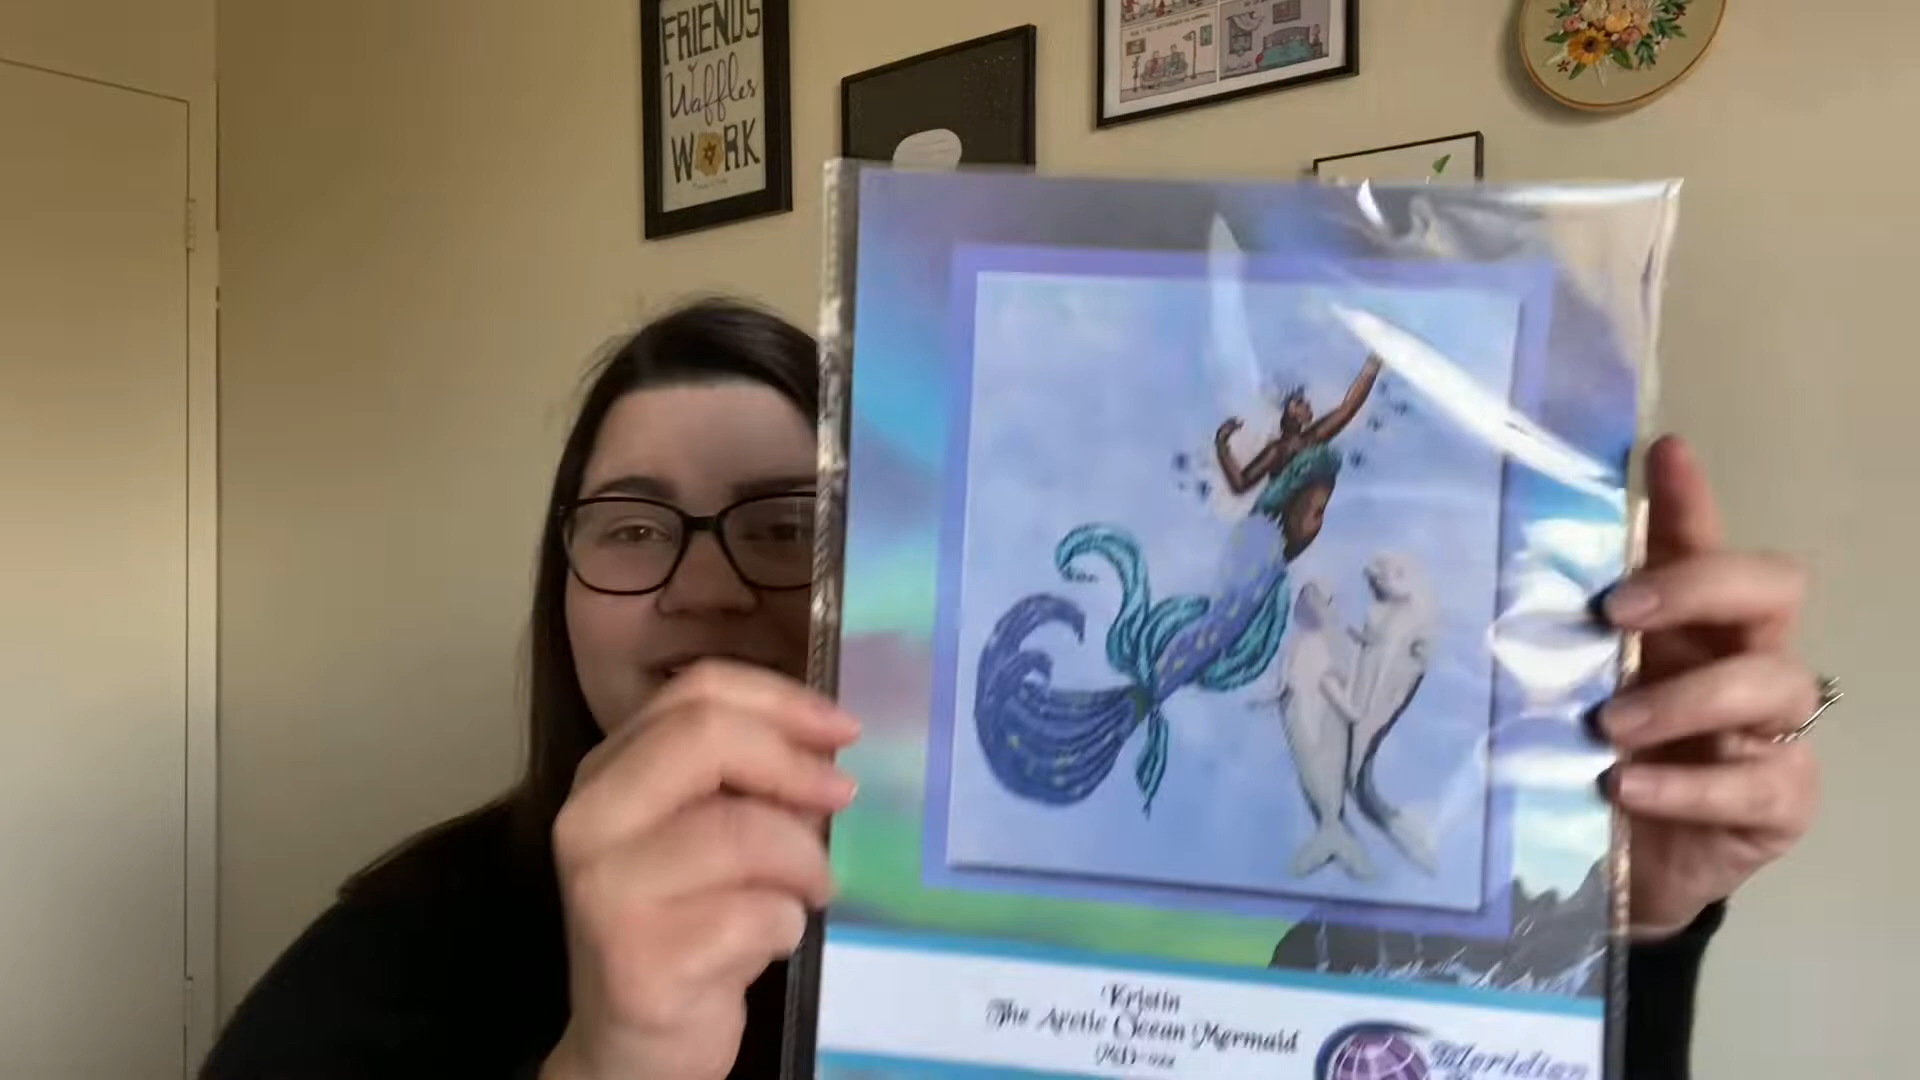 FRIENDS
Waffles
WORK
Kristin
The Arctic Ocean Mermaid
Meridian